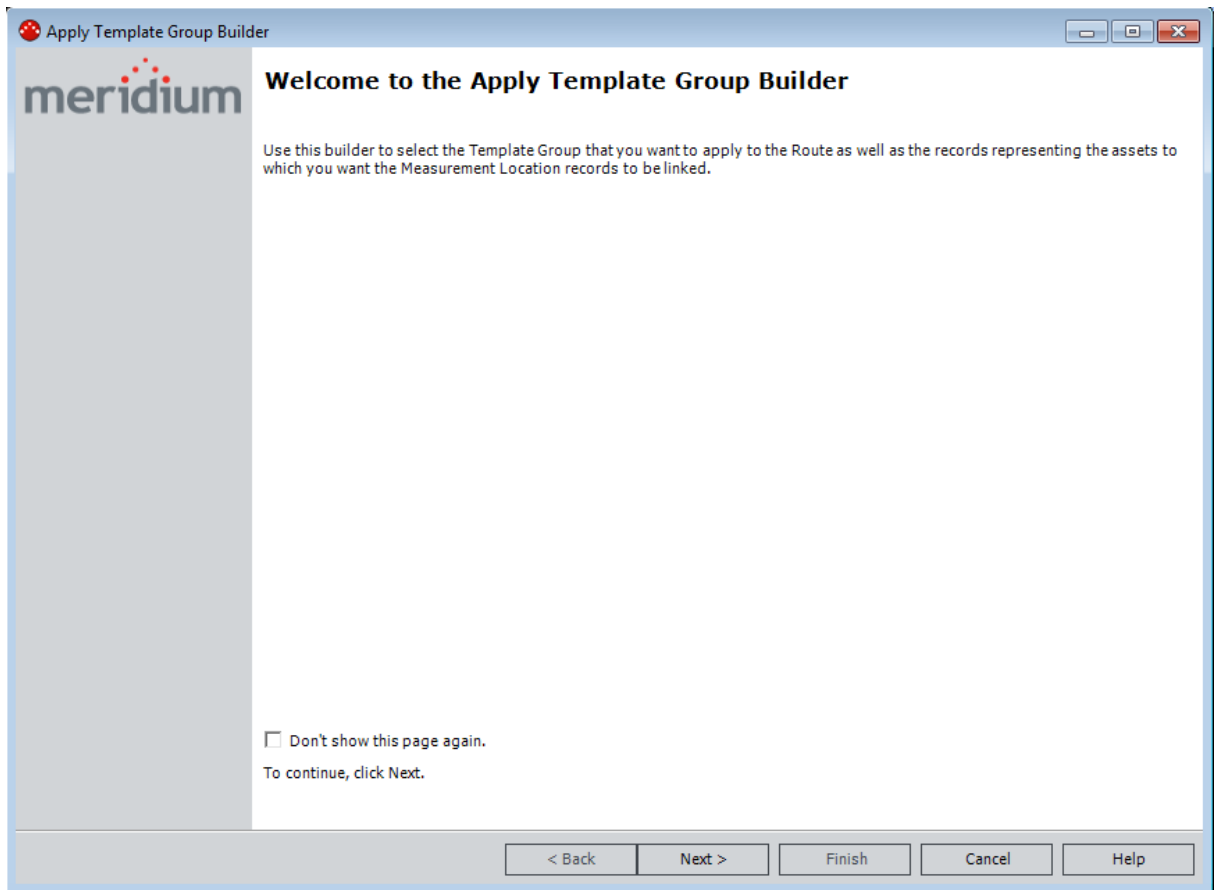 Apply Template Group Builder
meridium
Welcome to the Apply Template Group Builder
Use this builder to select the Template Group that you want to apply to the Route as well as the records representing the assets to
which you want the Measurement Location records to be linked.
Don't show this page again.
To continue, click Next.
< Back Next > Finish Cancel Help